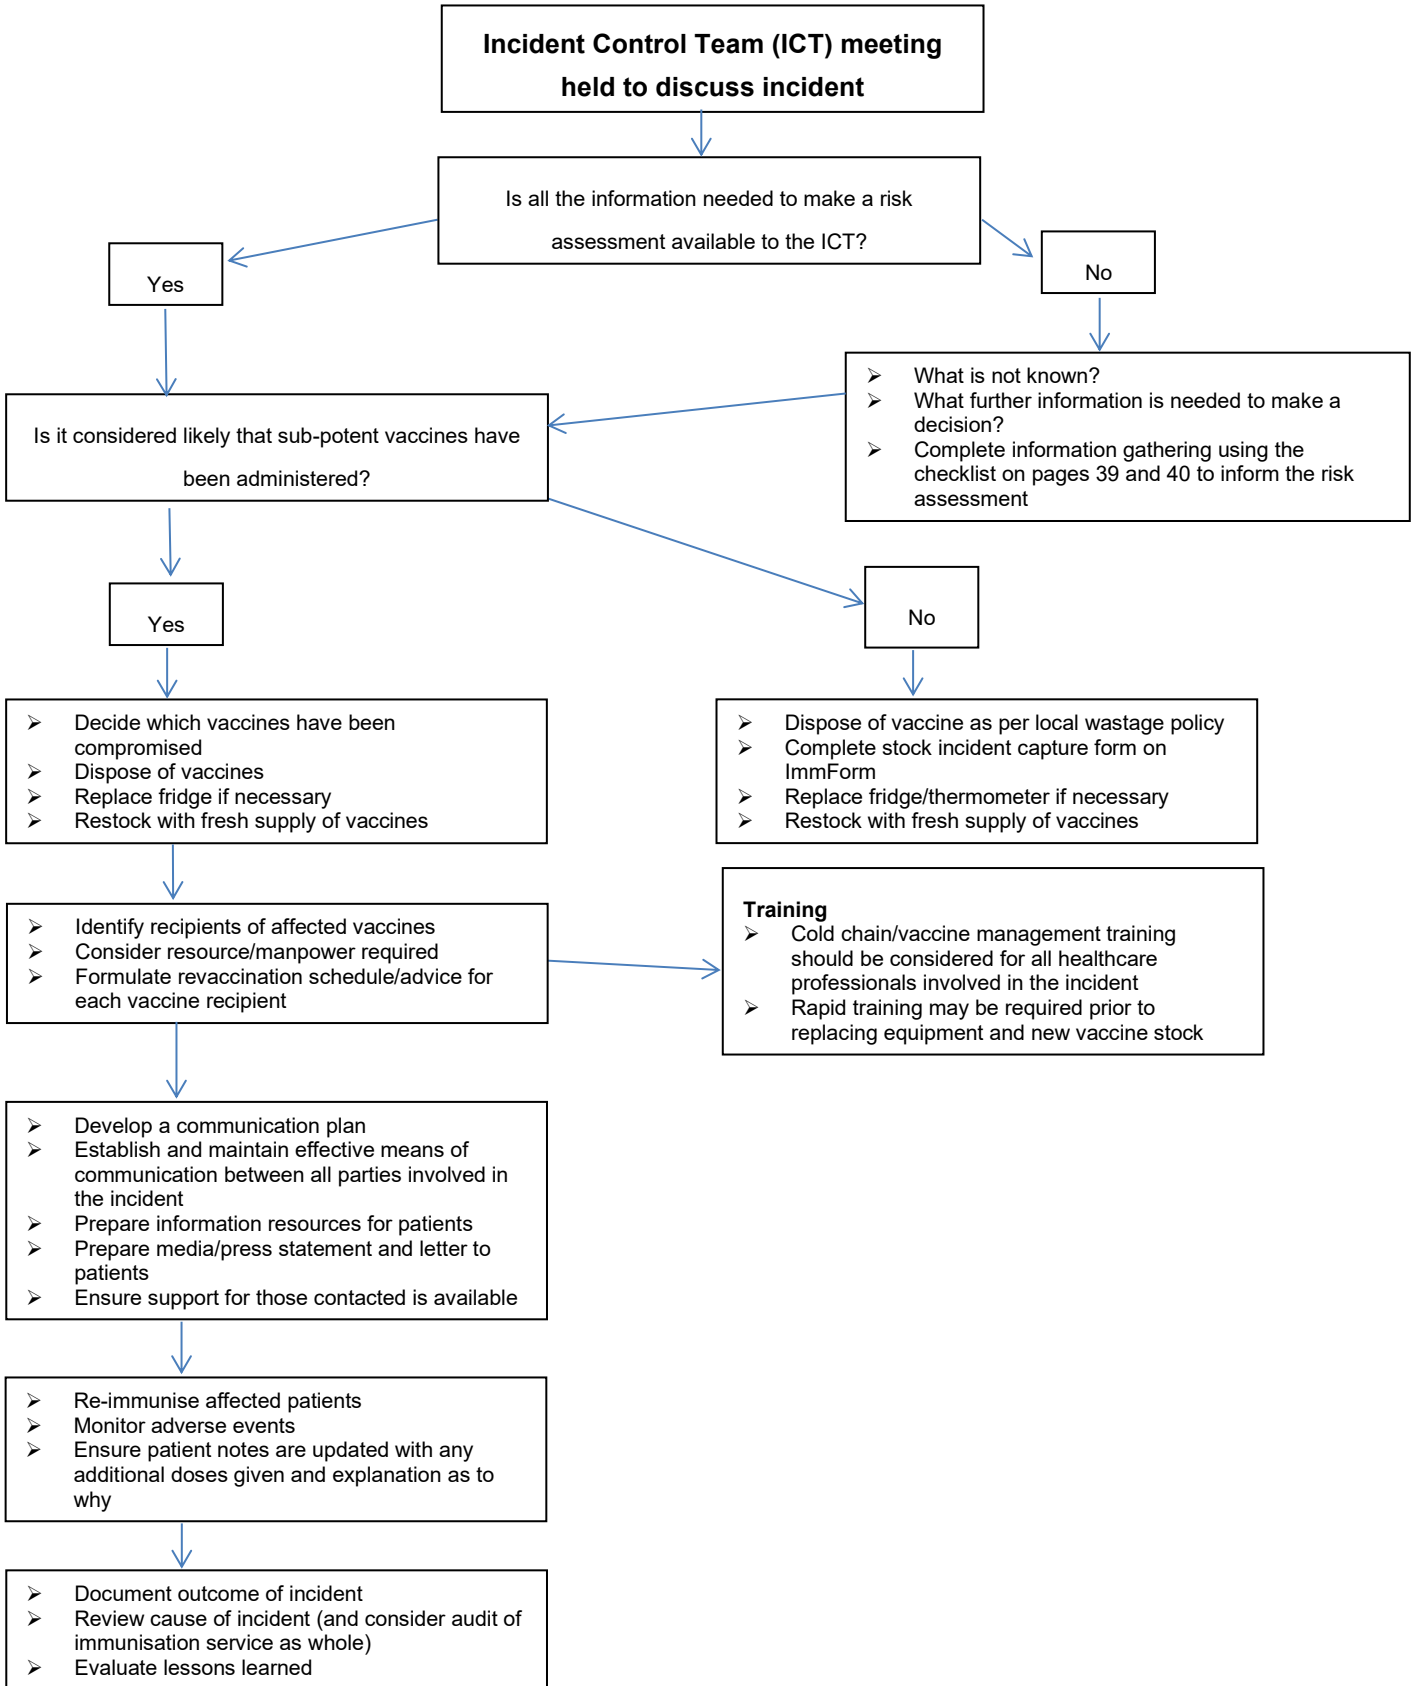 Incident Control Team (ICT) meeting
held to discuss incident
Is all the information needed to make a risk
assessment available to the ICT?
Yes
No
➢ What is not known?
➢ What further information is needed to make a
decision?
➢ Complete information gathering using the
checklist on pages 39 and 40 to inform the risk
assessment
Is it considered likely that sub-potent vaccines have
been administered?
Yes
No
➢ Decide which vaccines have been
compromised
➢ Dispose of vaccines
➢ Replace fridge if necessary
➢ Restock with fresh supply of vaccines
➢ Dispose of vaccine as per local wastage policy
➢ Complete stock incident capture form on
ImmForm
➢ Replace fridge/thermometer if necessary
➢ Restock with fresh supply of vaccines
➢ Identify recipients of affected vaccines
➢ Consider resource/manpower required
➢ Formulate revaccination schedule/advice for
each vaccine recipient
Training
➢ Cold chain/vaccine management training
should be considered for all healthcare
professionals involved in the incident
➢ Rapid training may be required prior to
replacing equipment and new vaccine stock
➢ Develop a communication plan
➢ Establish and maintain effective means of
communication between all parties involved in
the incident
➢ Prepare information resources for patients
➢ Prepare media/press statement and letter to
patients
➢ Ensure support for those contacted is available
➢ Re-immunise affected patients
➢ Monitor adverse events
➢ Ensure patient notes are updated with any
additional doses given and explanation as to
why
➢ Document outcome of incident
➢ Review cause of incident (and consider audit of
immunisation service as whole)
➢ Evaluate lessons learned